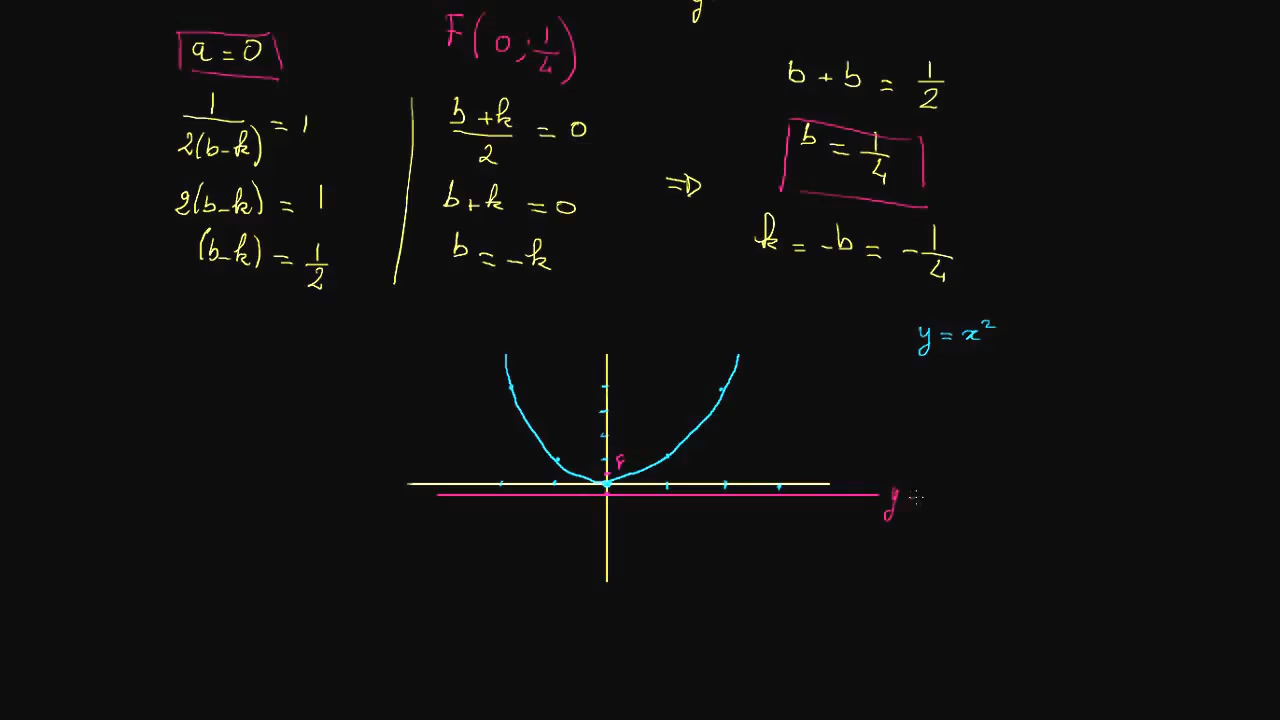 y
a = 0
F(0; 1/4)
1/2(b-k) = 1
2(b-k) = 1
(b-k) = 1/2
b+k/2 = 0
b+k = 0
b = -k
⇒
b + b = 1/2
b = 1/4
k = -b = -1/4
y = x²
F
y